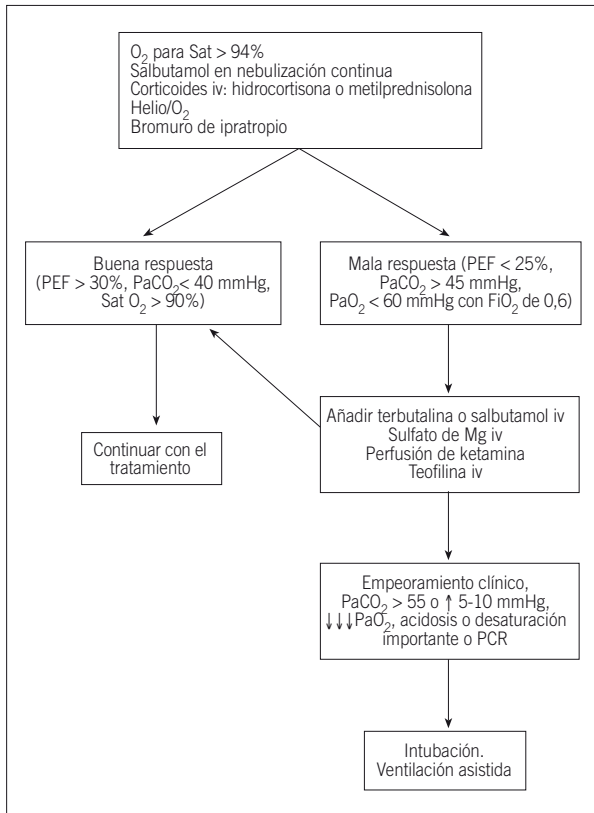 O2 para Sat > 94%
Salbutamol en nebulización continua
Corticoides iv: hidrocortisona o metilprednisolona
Helio/O2
Bromuro de ipratropio
Buena respuesta
(PEF > 30%, PaCO2< 40 mmHg,
Sat O2 > 90%)
Mala respuesta (PEF < 25%,
PaCO2 > 45 mmHg,
PaO2 < 60 mmHg con FiO2 de 0,6)
Continuar con el
tratamiento
Añadir terbutalina o salbutamol iv
Sulfato de Mg iv
Perfusión de ketamina
Teofilina iv
Empeoramiento clínico,
PaCO2 > 55 o ↑ 5-10 mmHg,
↓↓↓PaO2, acidosis o desaturación
importante o PCR
Intubación.
Ventilación asistida